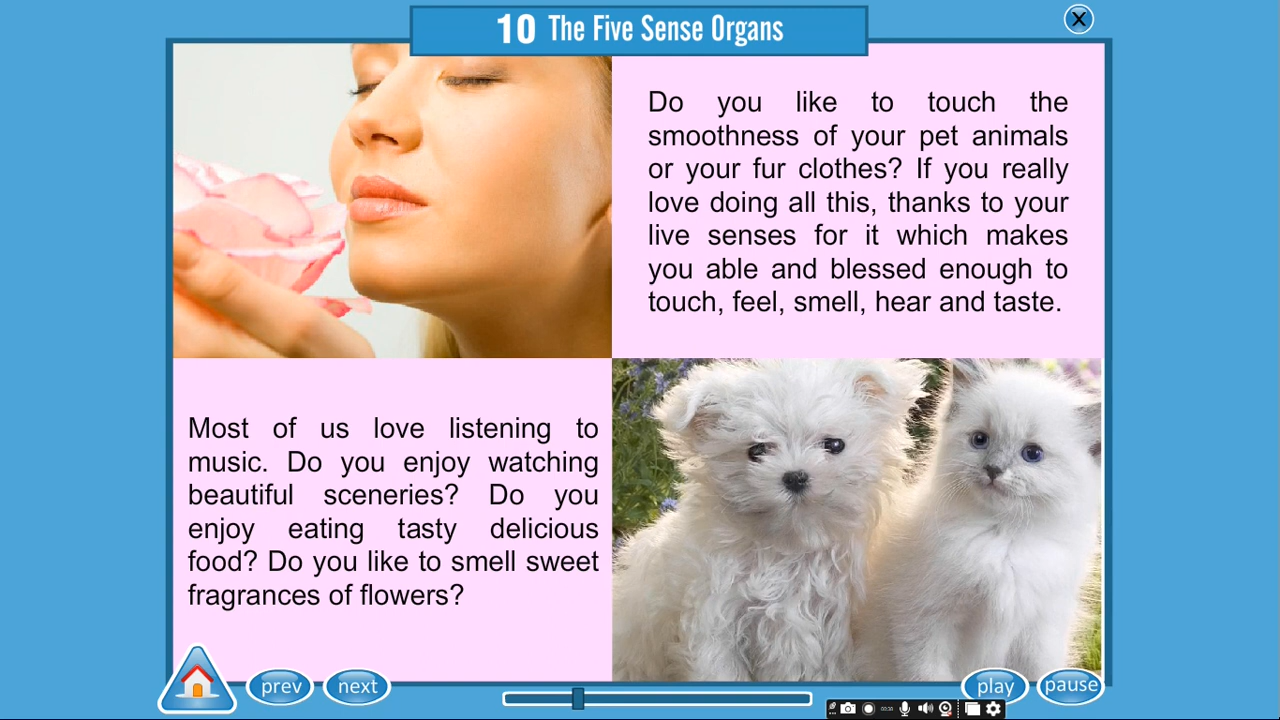 10 The Five Sense Organs
X
Do you like to touch the
smoothness of your pet animals
or your fur clothes? If you really
love doing all this, thanks to your
live senses for it which makes
you able and blessed enough to
touch, feel, smell, hear and taste.
Most of us love listening to
music. Do you enjoy watching
beautiful sceneries? Do you
enjoy eating tasty delicious
food? Do you like to smell sweet
fragrances of flowers?
prev
next
play
pause